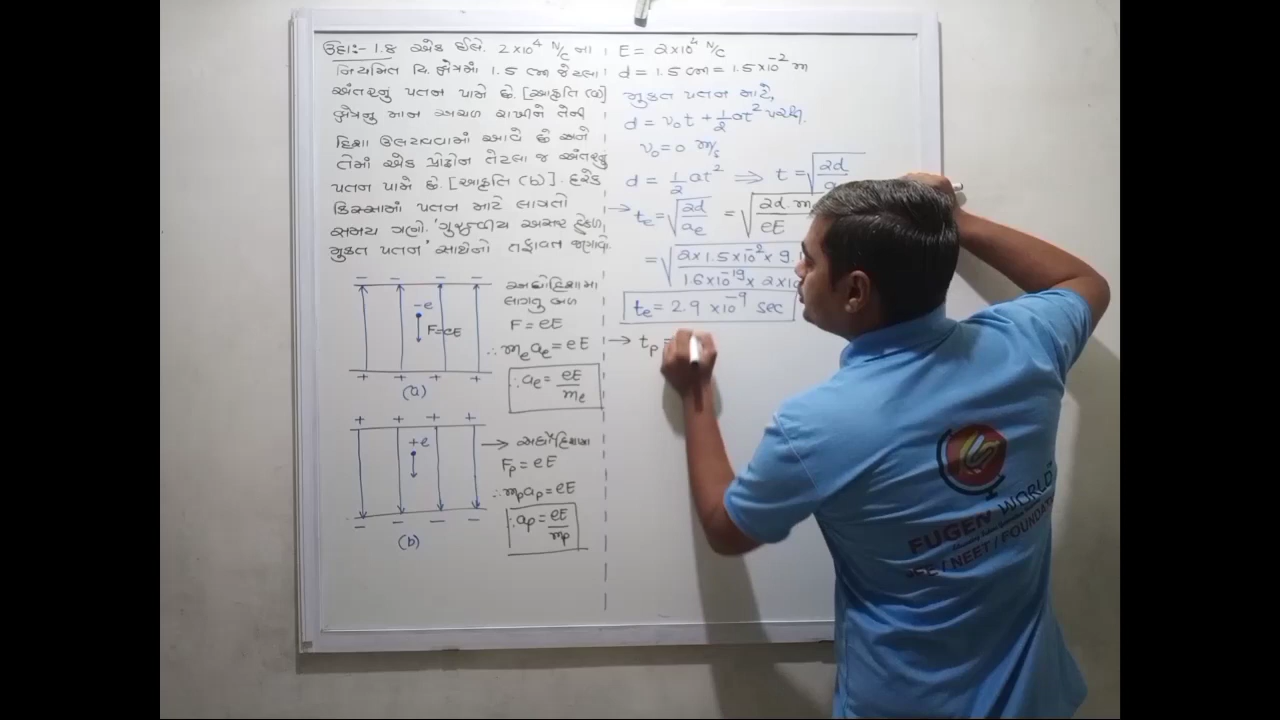 ઉદા:- 1.8 એક ઈલે. 2×10⁴ N/C ના
નિયમિત વિ.ક્ષેત્રમાં 1.5 cm જેટલા
અંતરનું પતન પામે છે. [આકૃતિ (a)]
ક્ષેત્રનું માન અચળ રાખીને તેની
દિશા ઉલટાવવામાં આવે છે અને
તેમાં એક પ્રોટોન તેટલા જ અંતરનું
પતન પામે છે. [આકૃતિ (b)]. દરેક
કિસ્સામાં પતન માટે લાગતો
સમય ગણો. 'ગુરુત્વીય અસર હેઠળ
મુક્ત પતન' સાથેનો તફાવત જણાવો.
– – – –
-e
F=eE
+ + + +
(a)
અધોદિશામાં
લાગતુ બળ
F = eE
∴ mₑaₑ = eE
∴ aₑ = eE/mₑ
+ + + +
+e
– – – –
(b)
→ અધોદિશામાં
Fₚ = eE
∴ mₚaₚ = eE
∴ aₚ = eE/mₚ
E = 2×10⁴ N/C
d = 1.5 cm = 1.5×10⁻² m
મુક્ત પતન માટે,
d = v₀t + ½at² પરથી.
v₀ = 0 m/s
d = ½at² ⟹ t = √(2d/a
→ tₑ = √(2d/aₑ) = √(2d.m/eE)
= √(2×1.5×10⁻²×9.1/1.6×10⁻¹⁹×2×10
tₑ = 2.9×10⁻⁹ sec
→ tₚ =
FUGEN WORLD
JEE / NEET / FOUNDAT